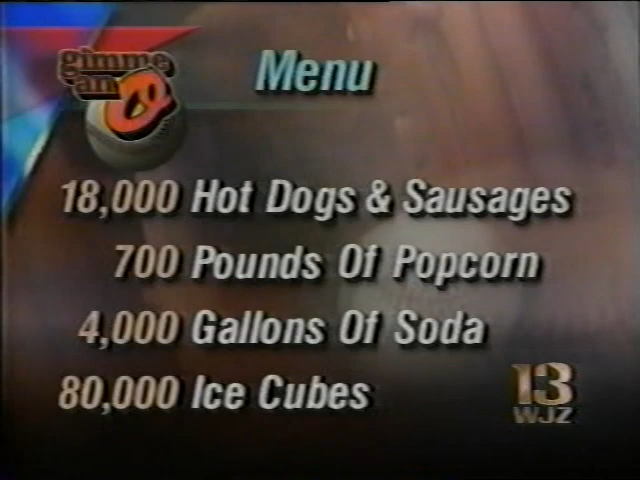 gimme
an
O
Menu
18,000 Hot Dogs & Sausages
700 Pounds Of Popcorn
4,000 Gallons Of Soda
80,000 Ice Cubes
13
WJZ